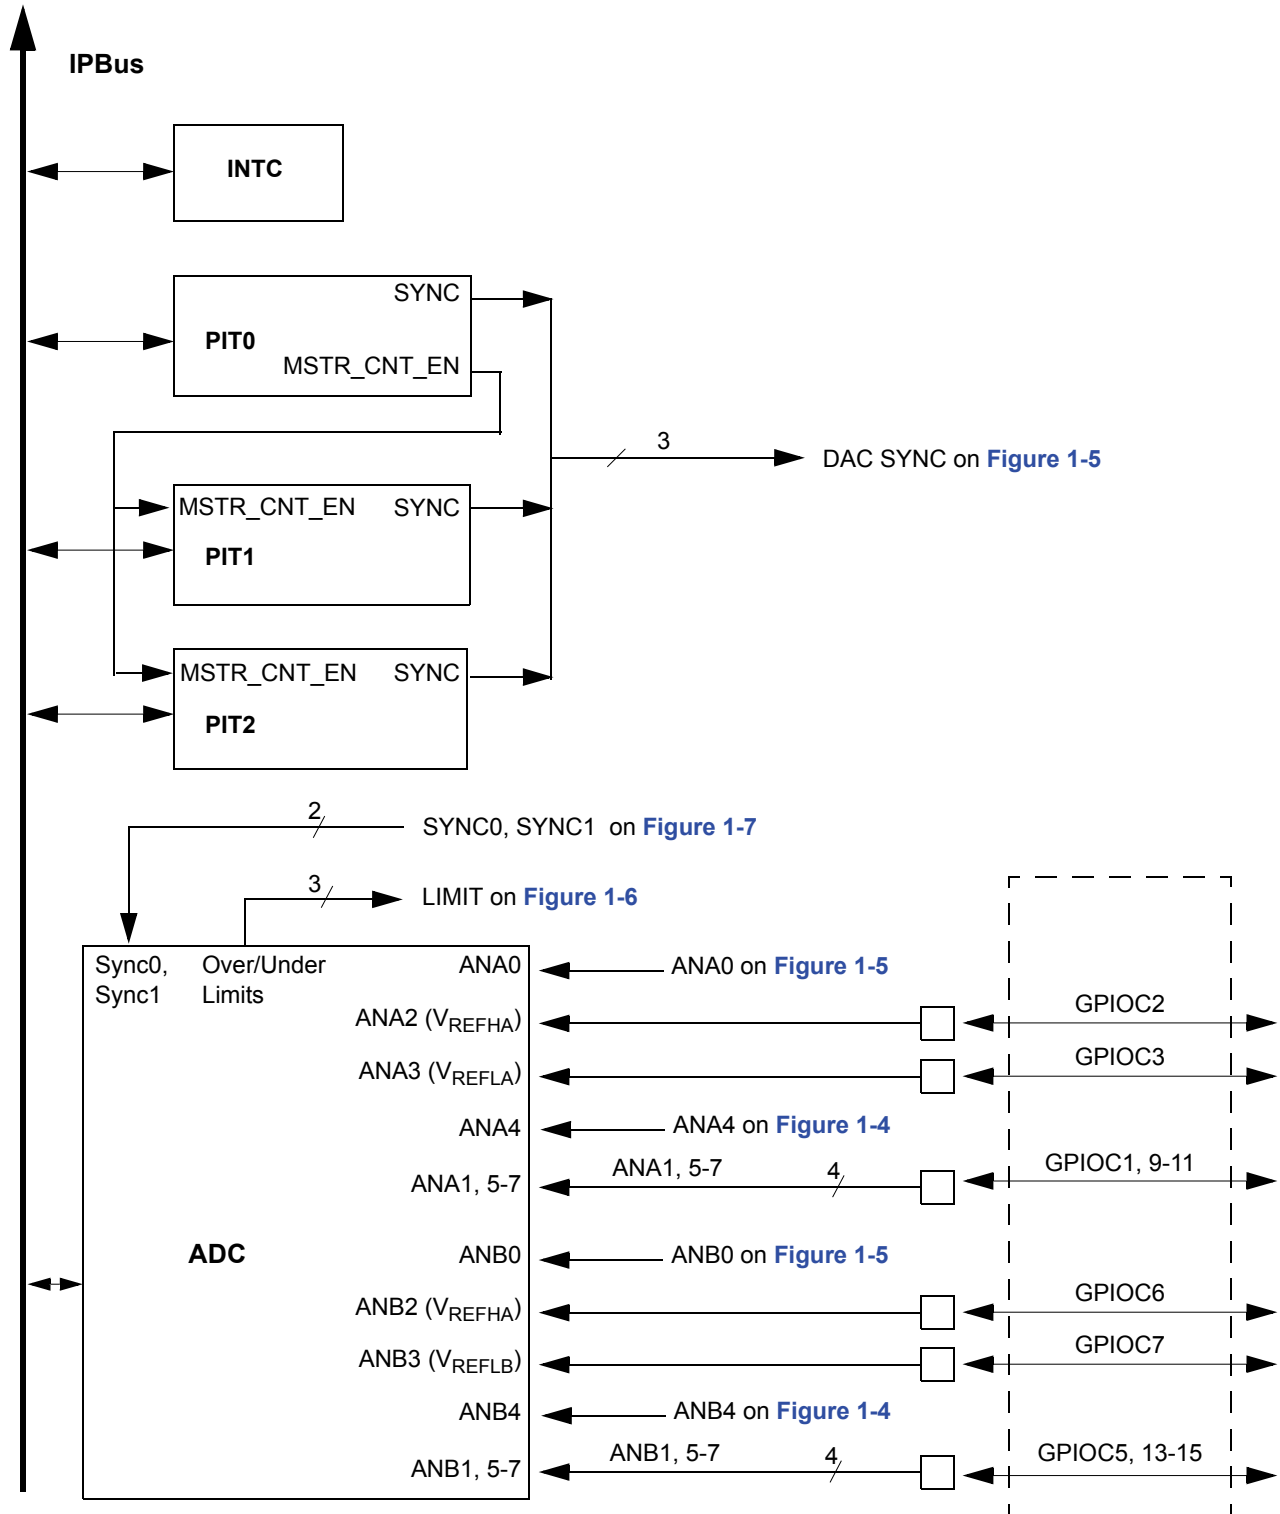 IPBus
INTC
SYNC
PIT0
MSTR_CNT_EN
3
DAC SYNC on Figure 1-5
MSTR_CNT_EN SYNC
PIT1
MSTR_CNT_EN SYNC
PIT2
2
SYNC0, SYNC1 on Figure 1-7
3
LIMIT on Figure 1-6
Sync0, Over/Under ANA0 ANA0 on Figure 1-5
Sync1 Limits
ANA2 (VREFHA) GPIOC2
ANA3 (VREFLA) GPIOC3
ANA4 ANA4 on Figure 1-4
ANA1, 5-7 ANA1, 5-7 4 GPIOC1, 9-11
ADC ANB0 ANB0 on Figure 1-5
ANB2 (VREFHA) GPIOC6
ANB3 (VREFLB) GPIOC7
ANB4 ANB4 on Figure 1-4
ANB1, 5-7 ANB1, 5-7 4 GPIOC5, 13-15